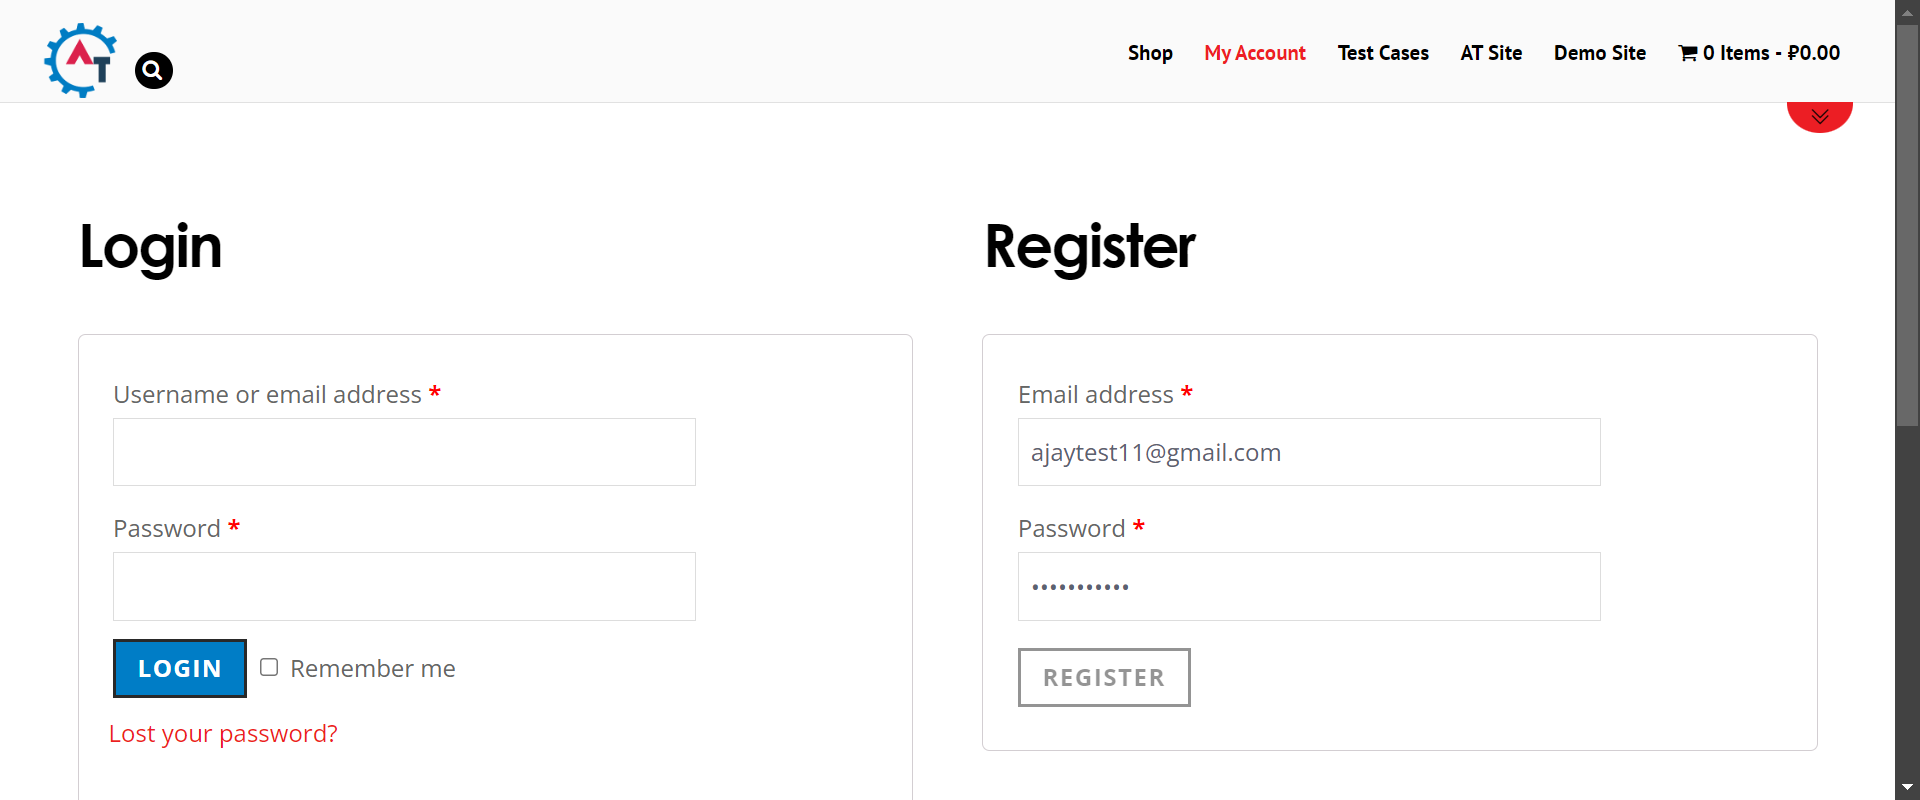 AT
Shop My Account Test Cases AT Site Demo Site 0 Items - ₽0.00
Login
Username or email address *
Password *
LOGIN Remember me
Lost your password?
Register
Email address *
ajaytest11@gmail.com
Password *
•••••••••••
REGISTER